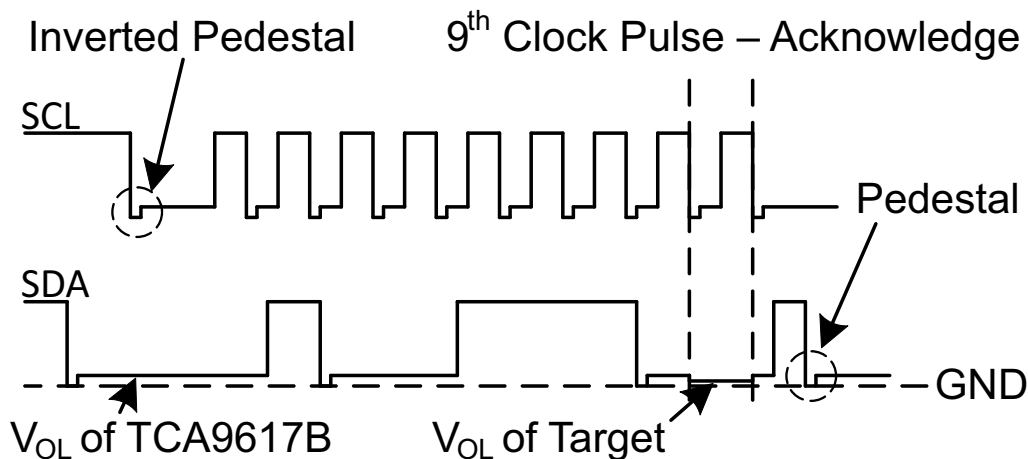 Inverted Pedestal
9th Clock Pulse – Acknowledge
SCL
Pedestal
SDA
GND
VOL of TCA9617B
VOL of Target